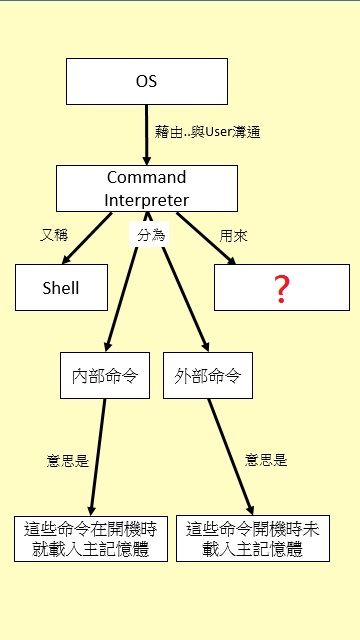 OS
藉由..與User溝通
Command
Interpreter
又稱
分為
用來
Shell
?
內部命令
外部命令
意思是
意思是
這些命令在開機時
就載入主記憶體
這些命令開機時未
載入主記憶體